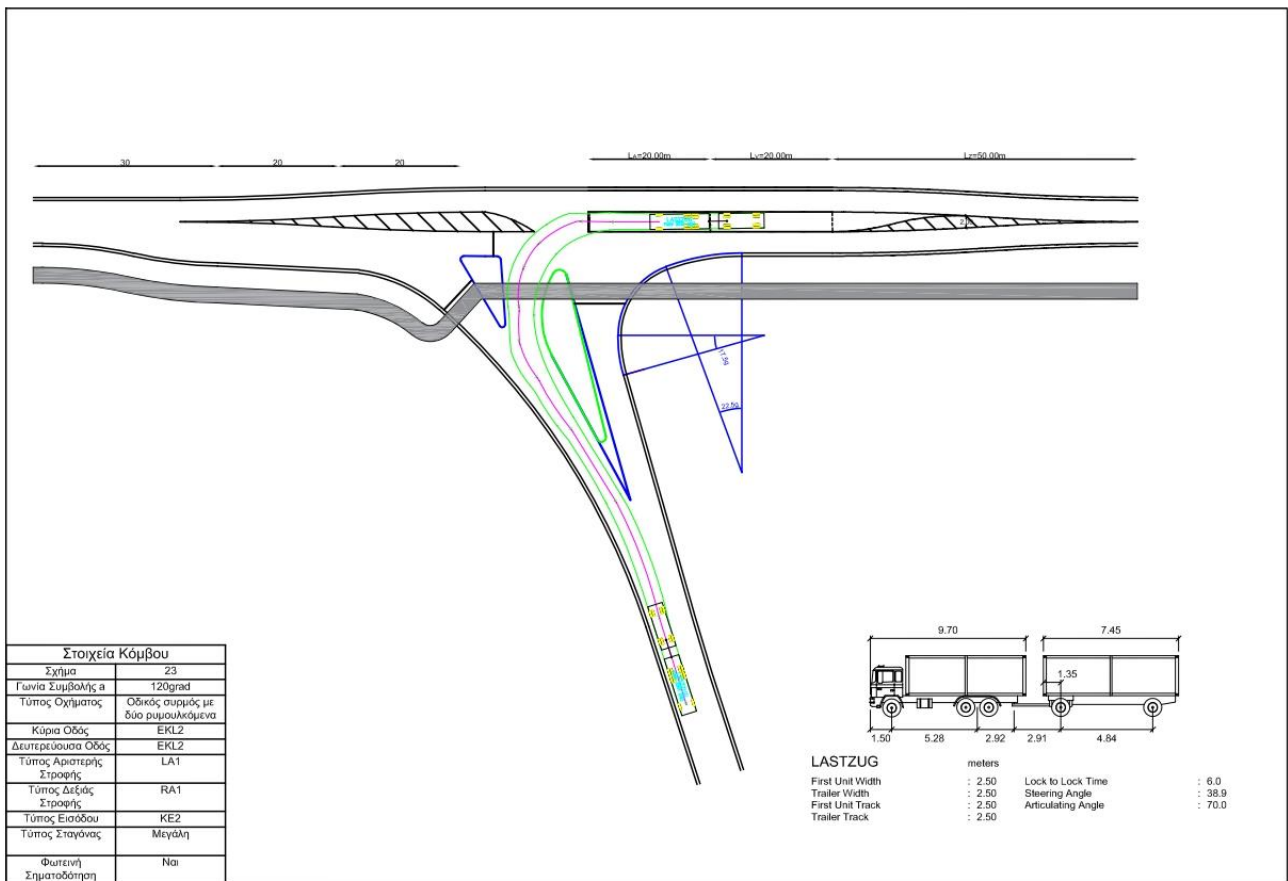 30
20
20
LA=20.00m
LV=20.00m
LZ=50.00m
17.5g
22.5g
Στοιχεία Κόμβου
Σχήμα 23
Γωνία Συμβολής a 120grad
Τύπος Οχήματος Οδικός συρμός με
δύο ρυμουλκόμενα
Κύρια Οδός EKL2
Δευτερεύουσα Οδός EKL2
Τύπος Αριστερής LA1
Στροφής
Τύπος Δεξιάς RA1
Στροφής
Τύπος Εισόδου KE2
Τύπος Σταγόνας Μεγάλη
Φωτεινή Ναι
Σηματοδότηση
9.70
7.45
1.35
1.50
5.28
2.92
2.91
4.84
LASTZUG meters
First Unit Width : 2.50 Lock to Lock Time : 6.0
Trailer Width : 2.50 Steering Angle : 38.9
First Unit Track : 2.50 Articulating Angle : 70.0
Trailer Track : 2.50